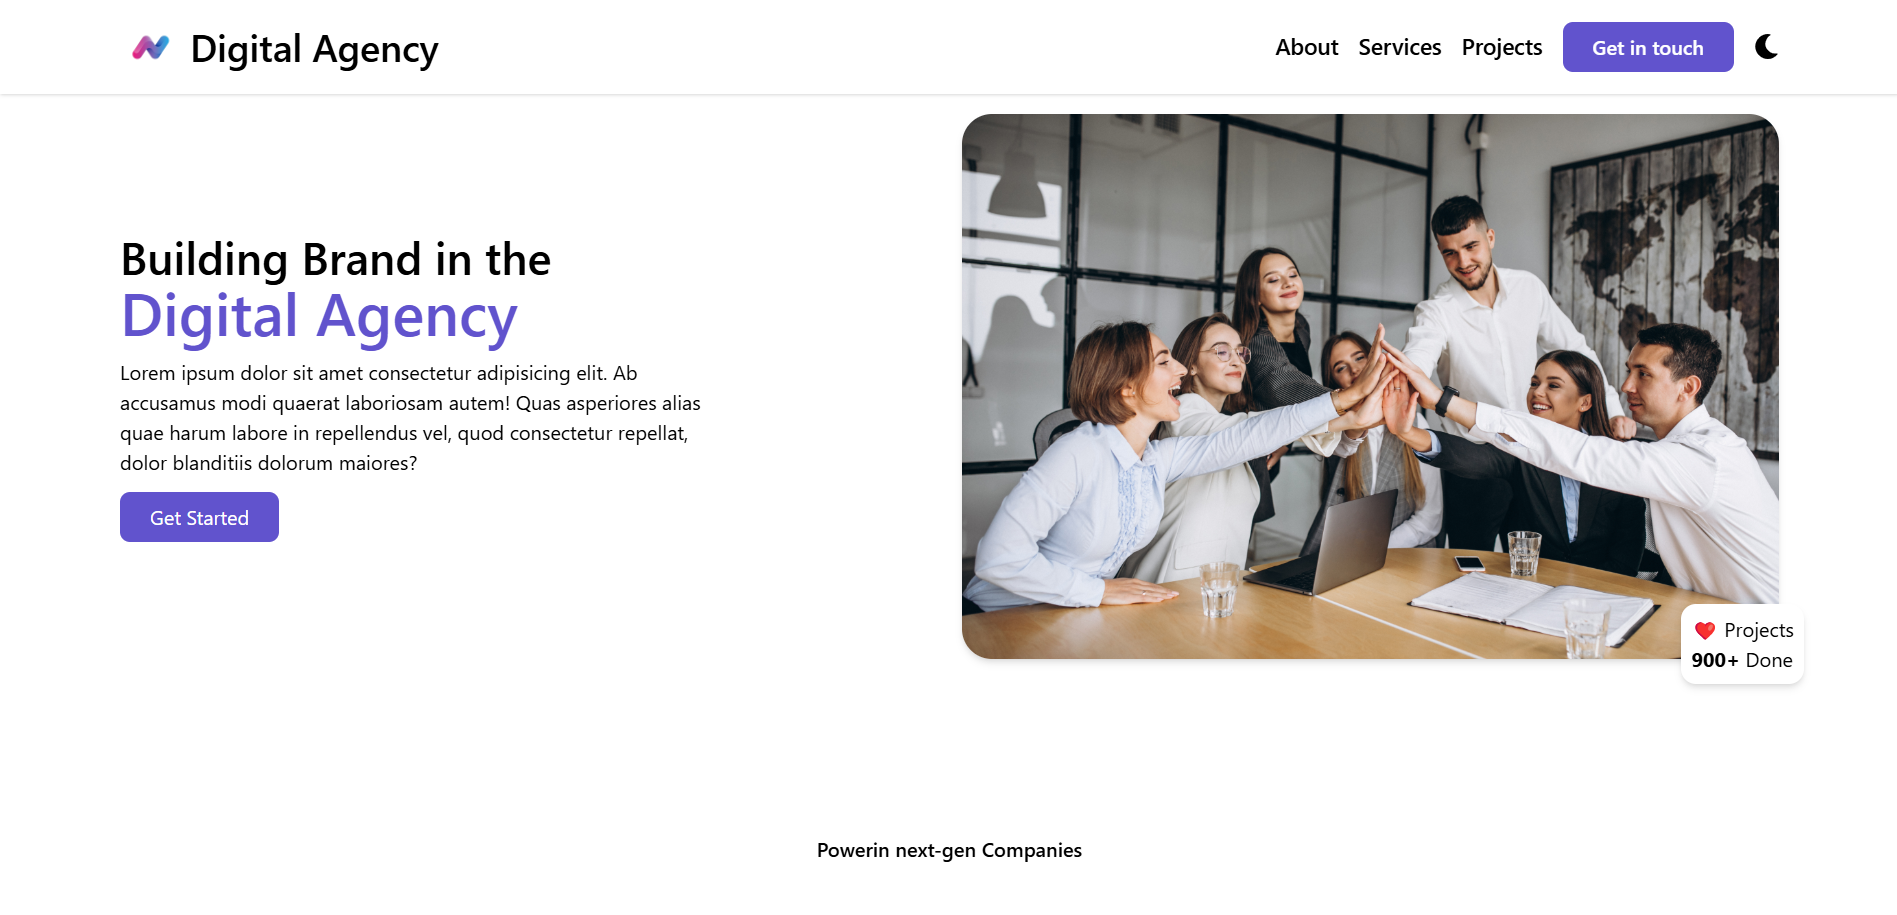 Digital Agency
About Services Projects Get in touch
Building Brand in the
Digital Agency
Lorem ipsum dolor sit amet consectetur adipisicing elit. Ab
accusamus modi quaerat laboriosam autem! Quas asperiores alias
quae harum labore in repellendus vel, quod consectetur repellat,
dolor blanditiis dolorum maiores?
Get Started
❤️ Projects
900+ Done
Powerin next-gen Companies